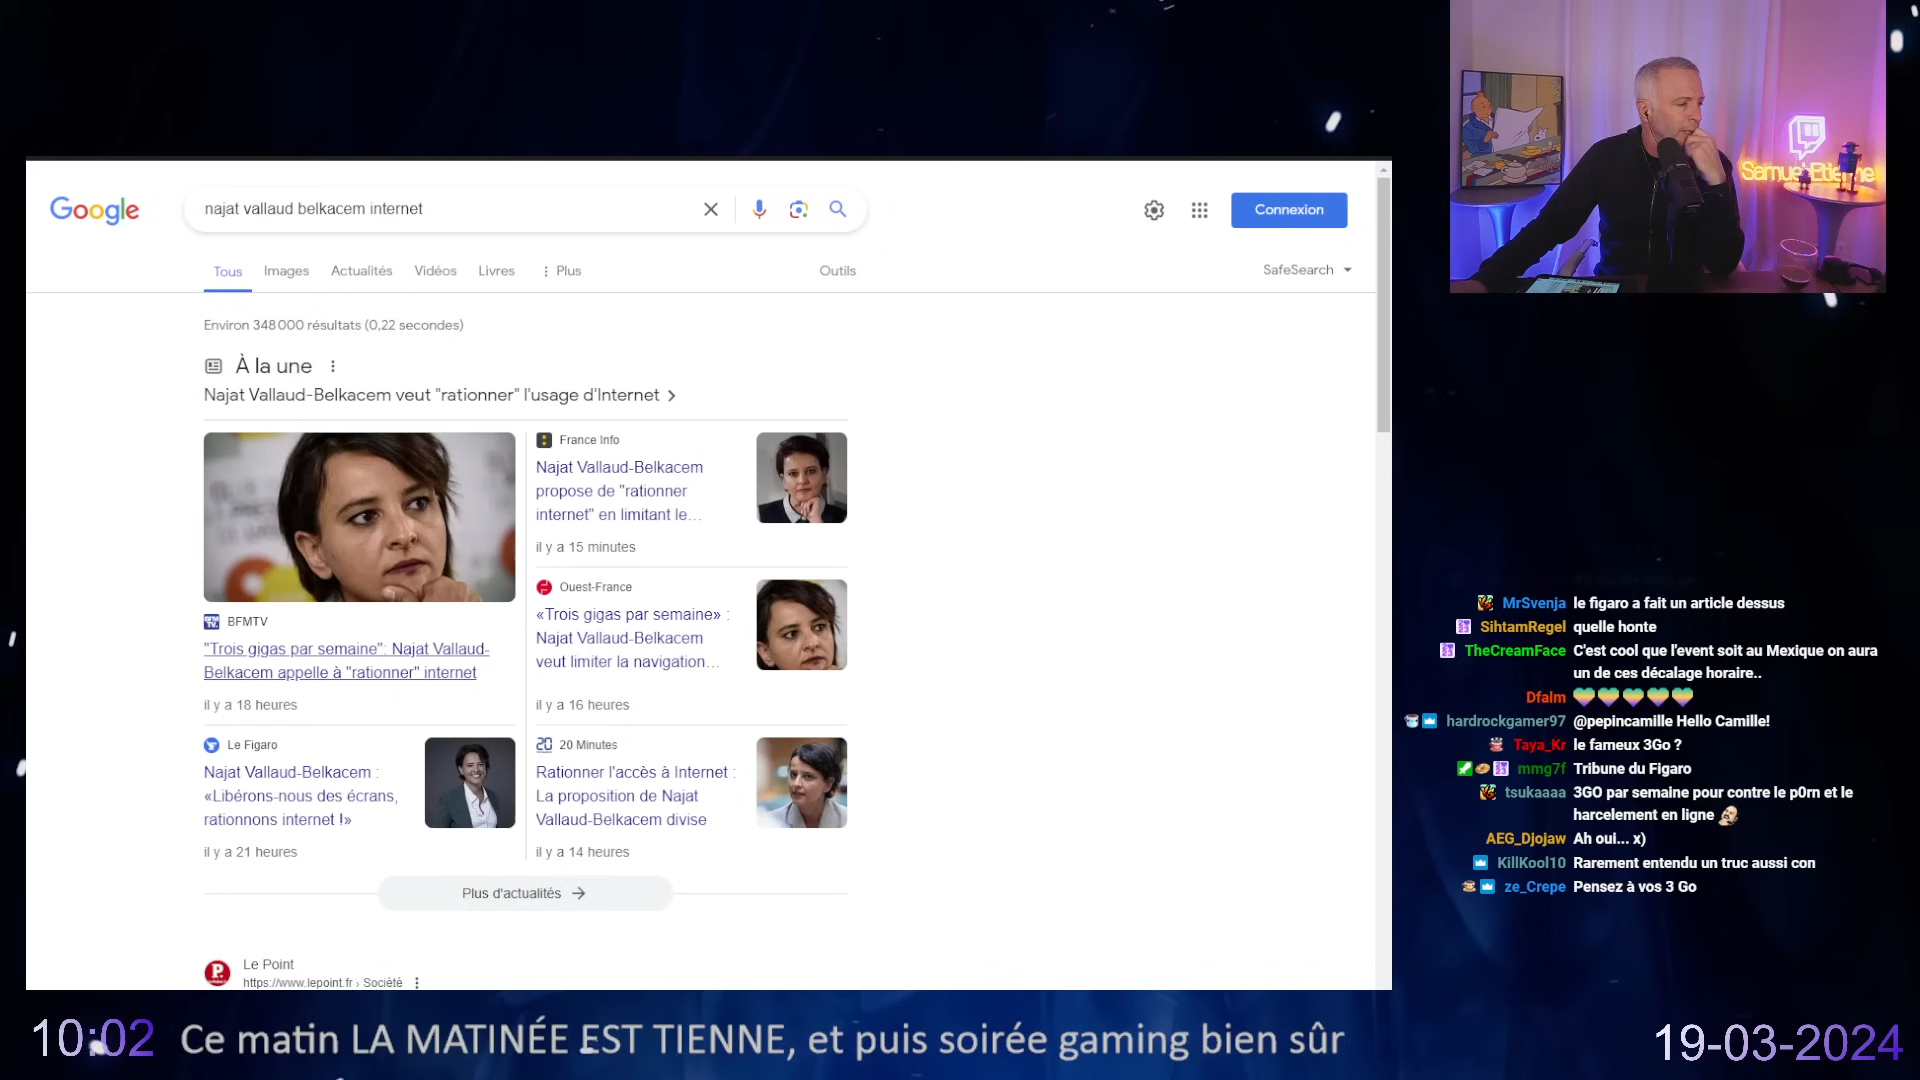 Google
najat vallaud belkacem internet
Connexion
Tous
Images
Actualités
Vidéos
Livres
Plus
Outils
SafeSearch
Environ 348 000 résultats (0,22 secondes)
À la une
Najat Vallaud-Belkacem veut "rationner" l'usage d'Internet
BFMTV
"Trois gigas par semaine": Najat Vallaud-
Belkacem appelle à "rationner" internet
il y a 18 heures
France Info
Najat Vallaud-Belkacem
propose de "rationner
internet" en limitant le...
il y a 15 minutes
Ouest-France
«Trois gigas par semaine» :
Najat Vallaud-Belkacem
veut limiter la navigation...
il y a 16 heures
Le Figaro
Najat Vallaud-Belkacem :
«Libérons-nous des écrans,
rationnons internet !»
il y a 21 heures
20 Minutes
Rationner l'accès à Internet :
La proposition de Najat
Vallaud-Belkacem divise
il y a 14 heures
Plus d'actualités
Le Point
https://www.lepoint.fr › Société
Samuel Etienne
MrSvenja le figaro a fait un article dessus
SihtamRegel quelle honte
TheCreamFace C'est cool que l'event soit au Mexique on aura
un de ces décalage horaire..
Dfalm
hardrockgamer97 @pepincamille Hello Camille!
Taya_Kr le fameux 3Go ?
mmg7f Tribune du Figaro
tsukaaaa 3GO par semaine pour contre le p0rn et le
harcelement en ligne
AEG_Djojaw Ah oui... x)
KillKool10 Rarement entendu un truc aussi con
ze_Crepe Pensez à vos 3 Go
10:02
Ce matin LA MATINÉE EST TIENNE, et puis soirée gaming bien sûr
19-03-2024